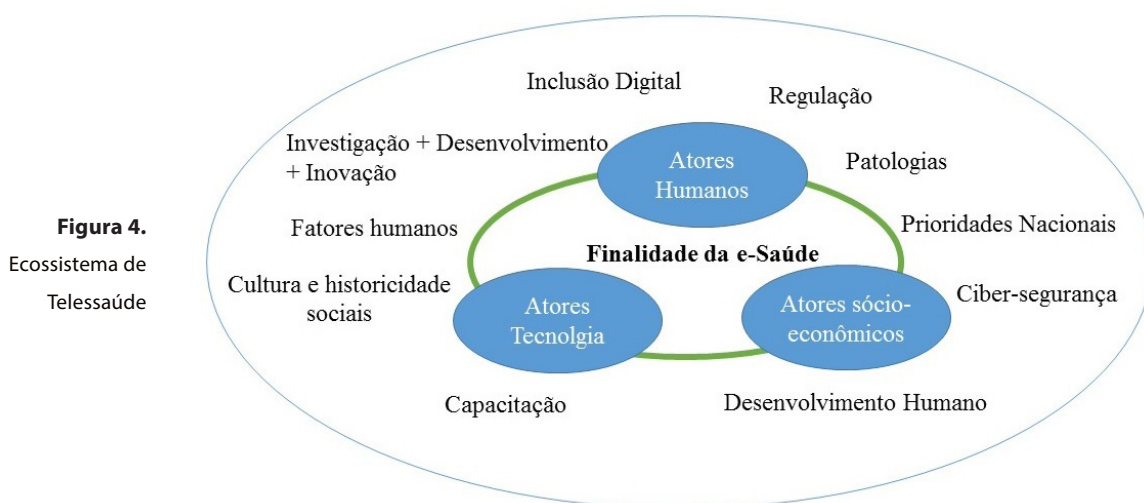 Figura 4.
Ecossistema de
Telessaúde
Inclusão Digital
Regulação
Investigação + Desenvolvimento
+ Inovação
Atores
Humanos
Patologias
Fatores humanos
Prioridades Nacionais
Finalidade da e-Saúde
Cultura e historicidade
sociais
Atores
Tecnolgia
Atores sócio-
econômicos
Ciber-segurança
Capacitação
Desenvolvimento Humano